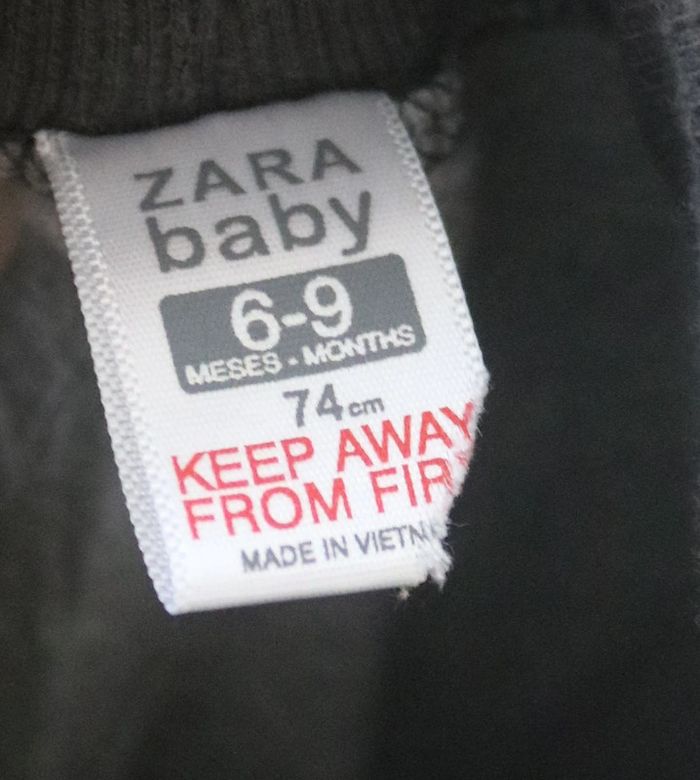 ZARA
baby
6-9
MESES - MONTHS
74cm
KEEP AWAY
FROM FIR
MADE IN VIETN